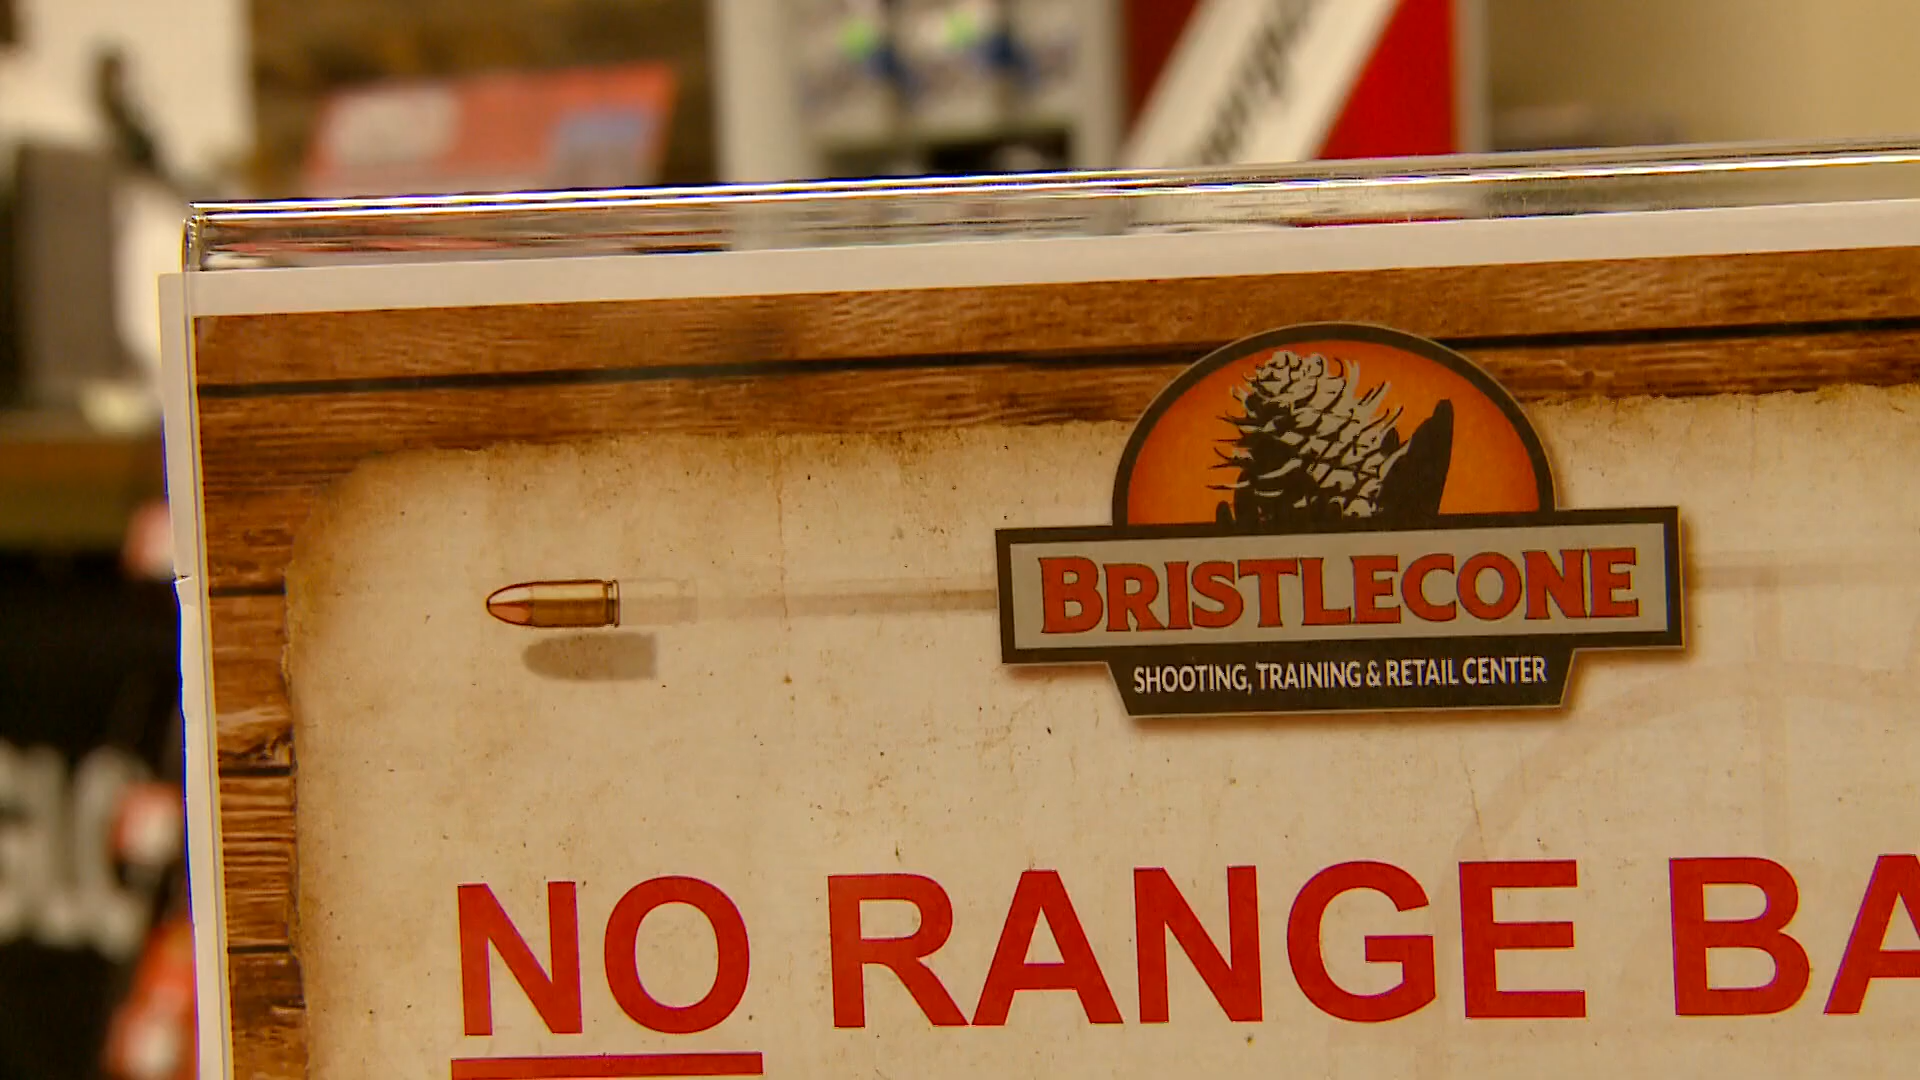 BRISTLECONE
SHOOTING, TRAINING & RETAIL CENTER
NO RANGE BA